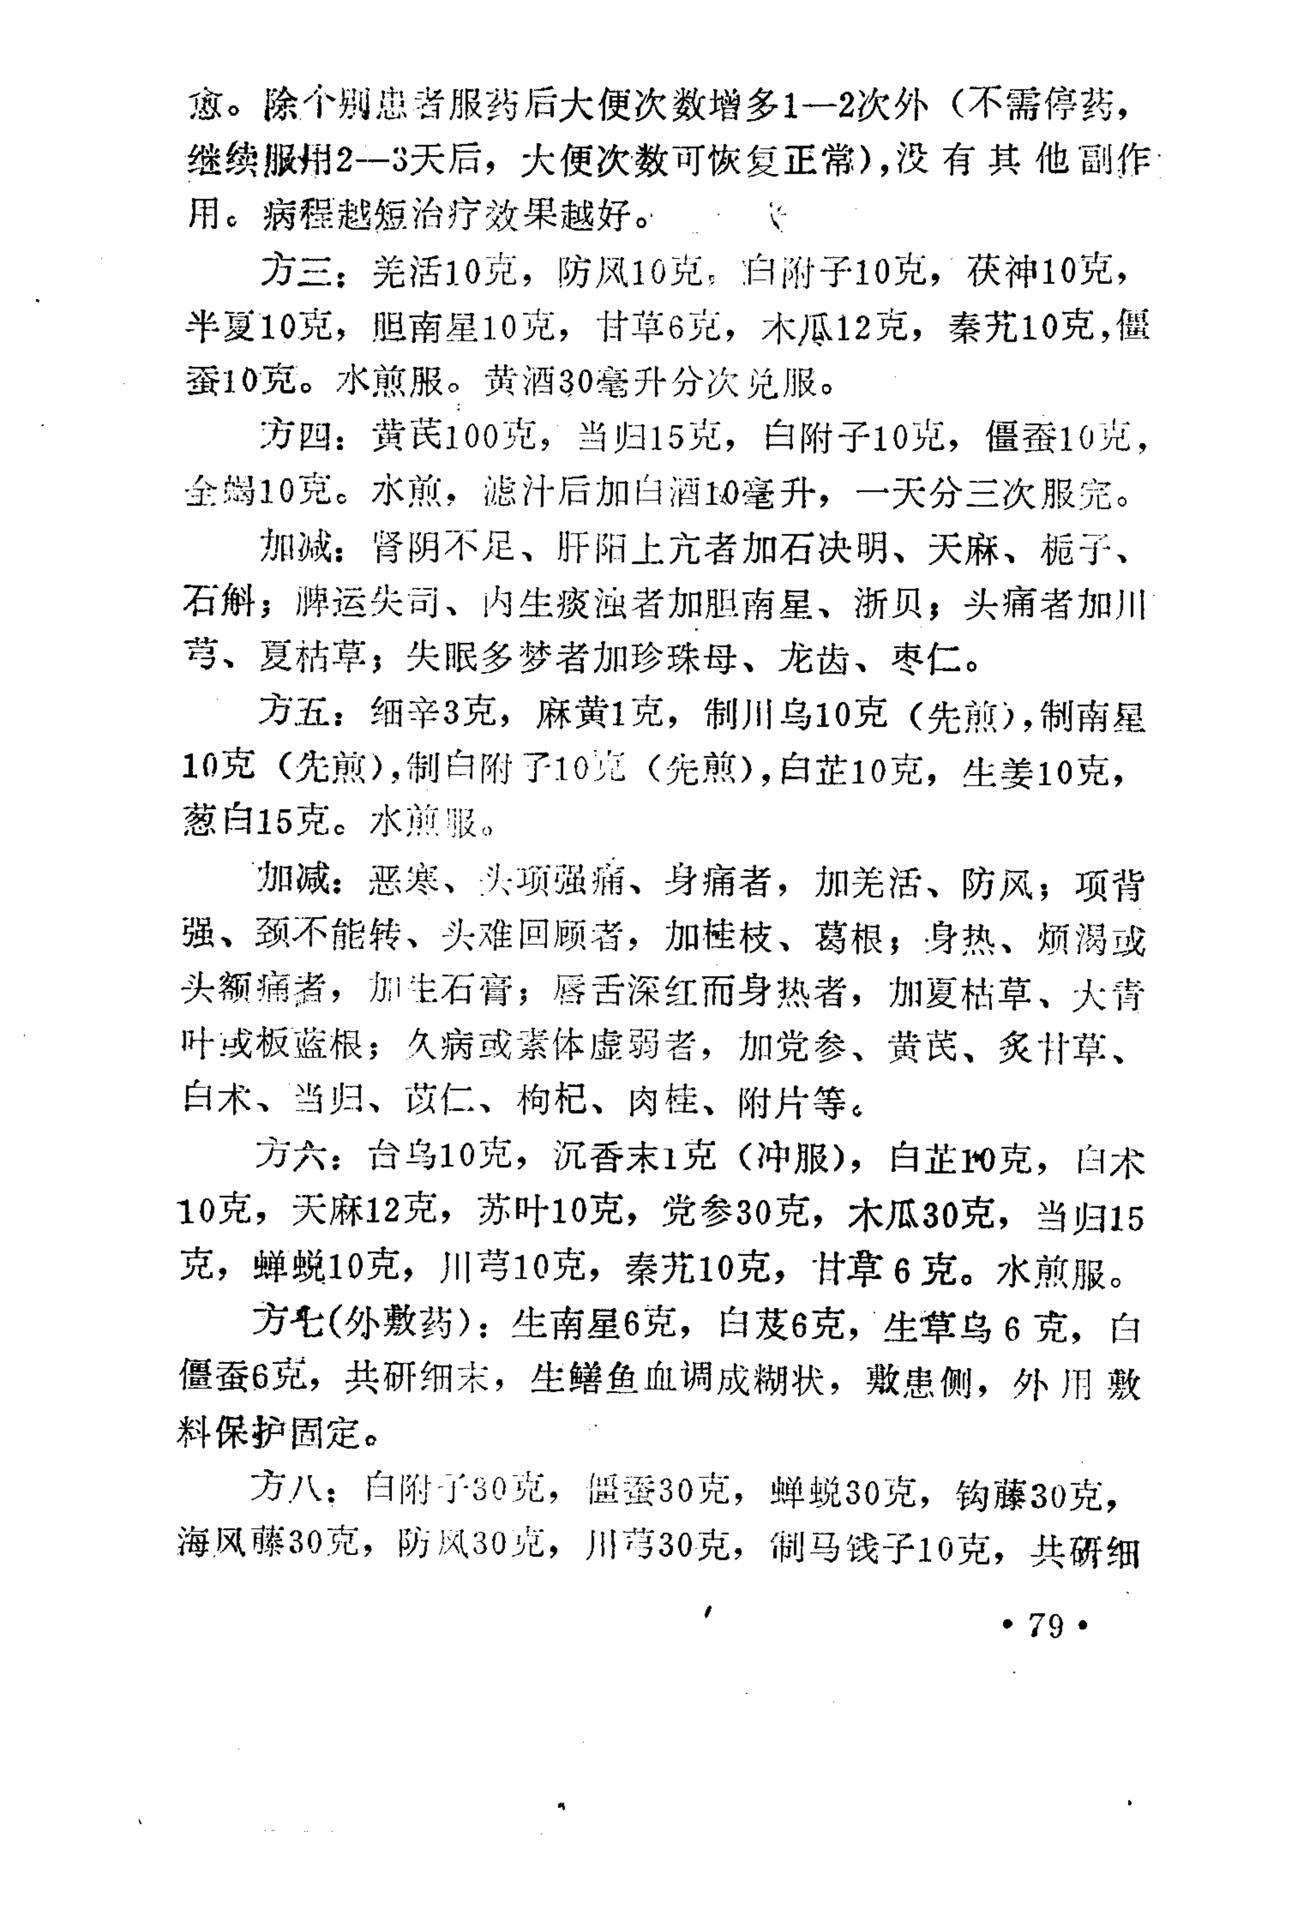 愈。除个别患者服药后大便次数增多1—2次外（不需停药，
继续服用2—3天后，大便次数可恢复正常），没有其他副作
用。病程越短治疗效果越好。
方三：羌活10克，防风10克，白附子10克，茯神10克，
半夏10克，胆南星10克，甘草6克，木瓜12克，秦艽10克，僵
蚕10克。水煎服。黄酒30毫升分次兑服。
方四：黄芪100克，当归15克，白附子10克，僵蚕10克，
全蝎10克。水煎，滤汁后加白酒10毫升，一天分三次服完。
加减：肾阴不足、肝阳上亢者加石决明、天麻、栀子、
石斛；脾运失司、内生痰浊者加胆南星、浙贝；头痛者加川
芎、夏枯草；失眠多梦者加珍珠母、龙齿、枣仁。
方五：细辛3克，麻黄1克，制川乌10克（先煎），制南星
10克（先煎），制白附子10克（先煎），白芷10克，生姜10克，
葱白15克。水煎服。
加减：恶寒、头项强痛、身痛者，加羌活、防风；项背
强、颈不能转、头难回顾者，加桂枝、葛根；身热、烦渴或
头额痛者，加生石膏；唇舌深红而身热者，加夏枯草、大青
叶或板蓝根；久病或素体虚弱者，加党参、黄芪、炙甘草、
白术、当归、苡仁、枸杞、肉桂、附片等。
方六：台乌10克，沉香末1克（冲服），白芷10克，白术
10克，天麻12克，苏叶10克，党参30克，木瓜30克，当归15
克，蝉蜕10克，川芎10克，秦艽10克，甘草6克。水煎服。
方七（外敷药）：生南星6克，白芨6克，生草乌6克，白
僵蚕6克，共研细末，生鳝鱼血调成糊状，敷患侧，外用敷
料保护固定。
方八：白附子30克，僵蚕30克，蝉蜕30克，钩藤30克，
海风藤30克，防风30克，川芎30克，制马钱子10克，共研细
•79•